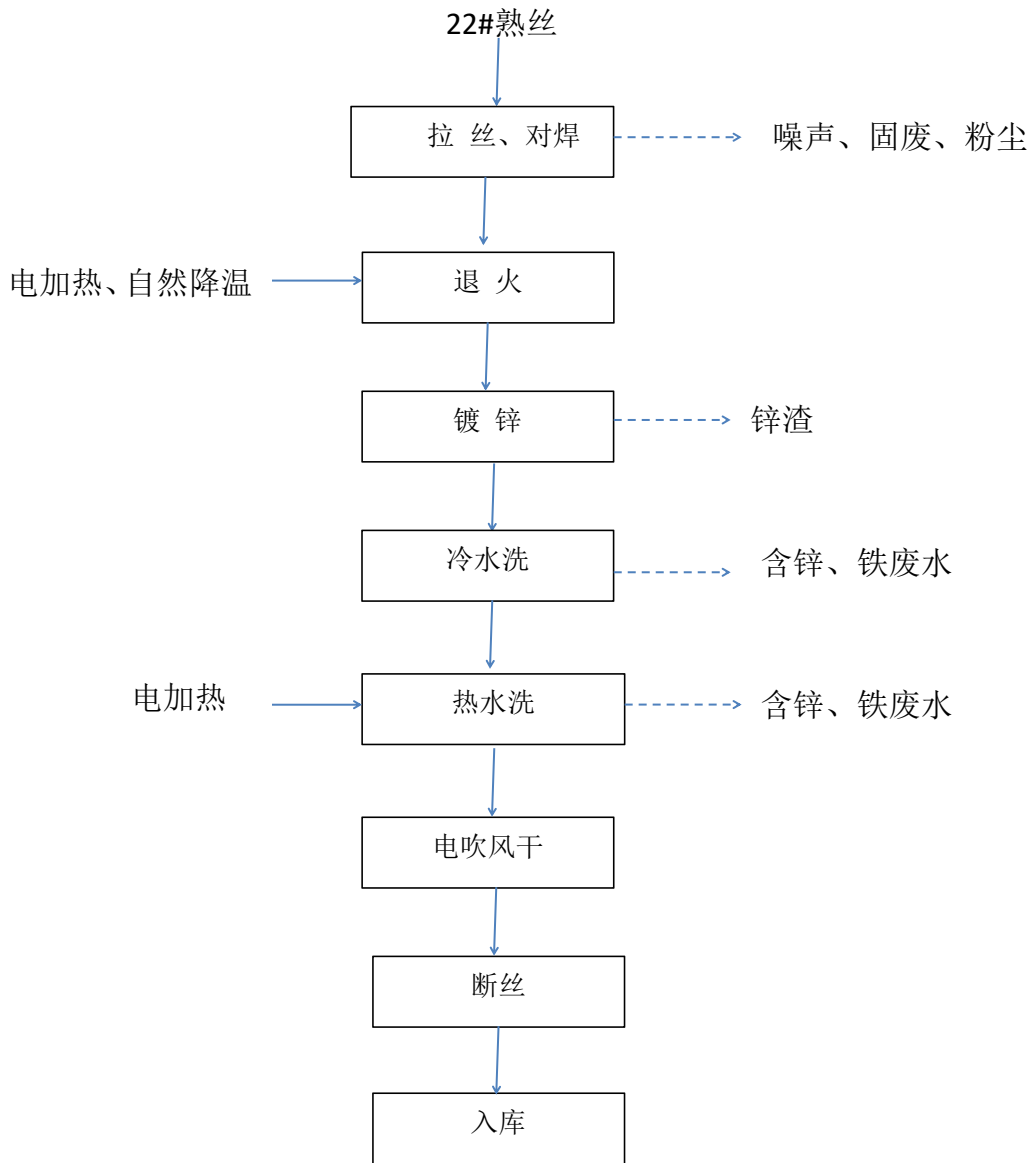 22#熟丝
拉 丝、对焊
噪声、固废、粉尘
电加热、自然降温
退 火
镀 锌
锌渣
冷水洗
含锌、铁废水
电加热
热水洗
含锌、铁废水
电吹风干
断丝
入库